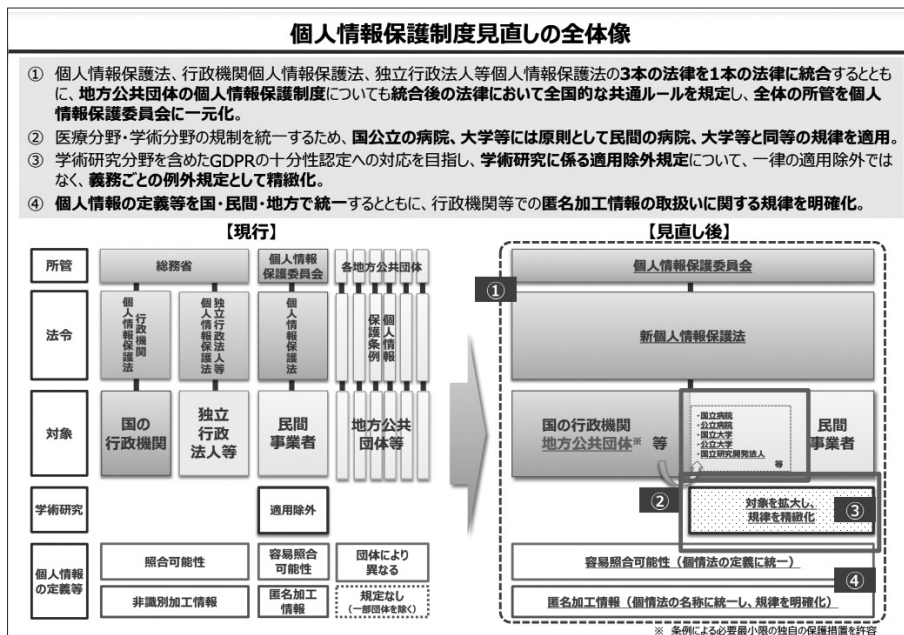 個人情報保護制度見直しの全体像
① 個人情報保護法、行政機関個人情報保護法、独立行政法人等個人情報保護法の3本の法律を1本の法律に統合するととも
に、地方公共団体の個人情報保護制度についても統合後の法律において全国的な共通ルールを規定し、全体の所管を個人
情報保護委員会に一元化。
② 医療分野・学術分野の規制を統一するため、国公立の病院、大学等には原則として民間の病院、大学等と同等の規律を適用。
③ 学術研究分野を含めたGDPRの十分性認定への対応を目指し、学術研究に係る適用除外規定について、一律の適用除外では
なく、義務ごとの例外規定として精緻化。
④ 個人情報の定義等を国・民間・地方で統一するとともに、行政機関等での匿名加工情報の取扱いに関する規律を明確化。
【現行】
所管
総務省
個人情報
保護委員会
各地方公共団体
法令
行政機関
個人情報保護法
独立行政法人等
個人情報保護法
個人情報保護法
個人情報
保護条例
対象
国の
行政機関
独立
行政
法人等
民間
事業者
地方公共
団体等
学術研究
適用除外
個人情報
の定義等
照合可能性
容易照合
可能性
団体により
異なる
非識別加工情報
匿名加工
情報
規定なし
(一部団体を除く)
【見直し後】
個人情報保護委員会
①
新個人情報保護法
国の行政機関
地方公共団体※ 等
・国立病院
・公立病院
・国立大学
・公立大学
・国立研究開発法人
等
民間
事業者
②
対象を拡大し、
規律を精緻化
③
容易照合可能性(個情法の定義に統一)
④
匿名加工情報(個情法の名称に統一し、規律を明確化)
※ 条例による必要最小限の独自の保護措置を許容